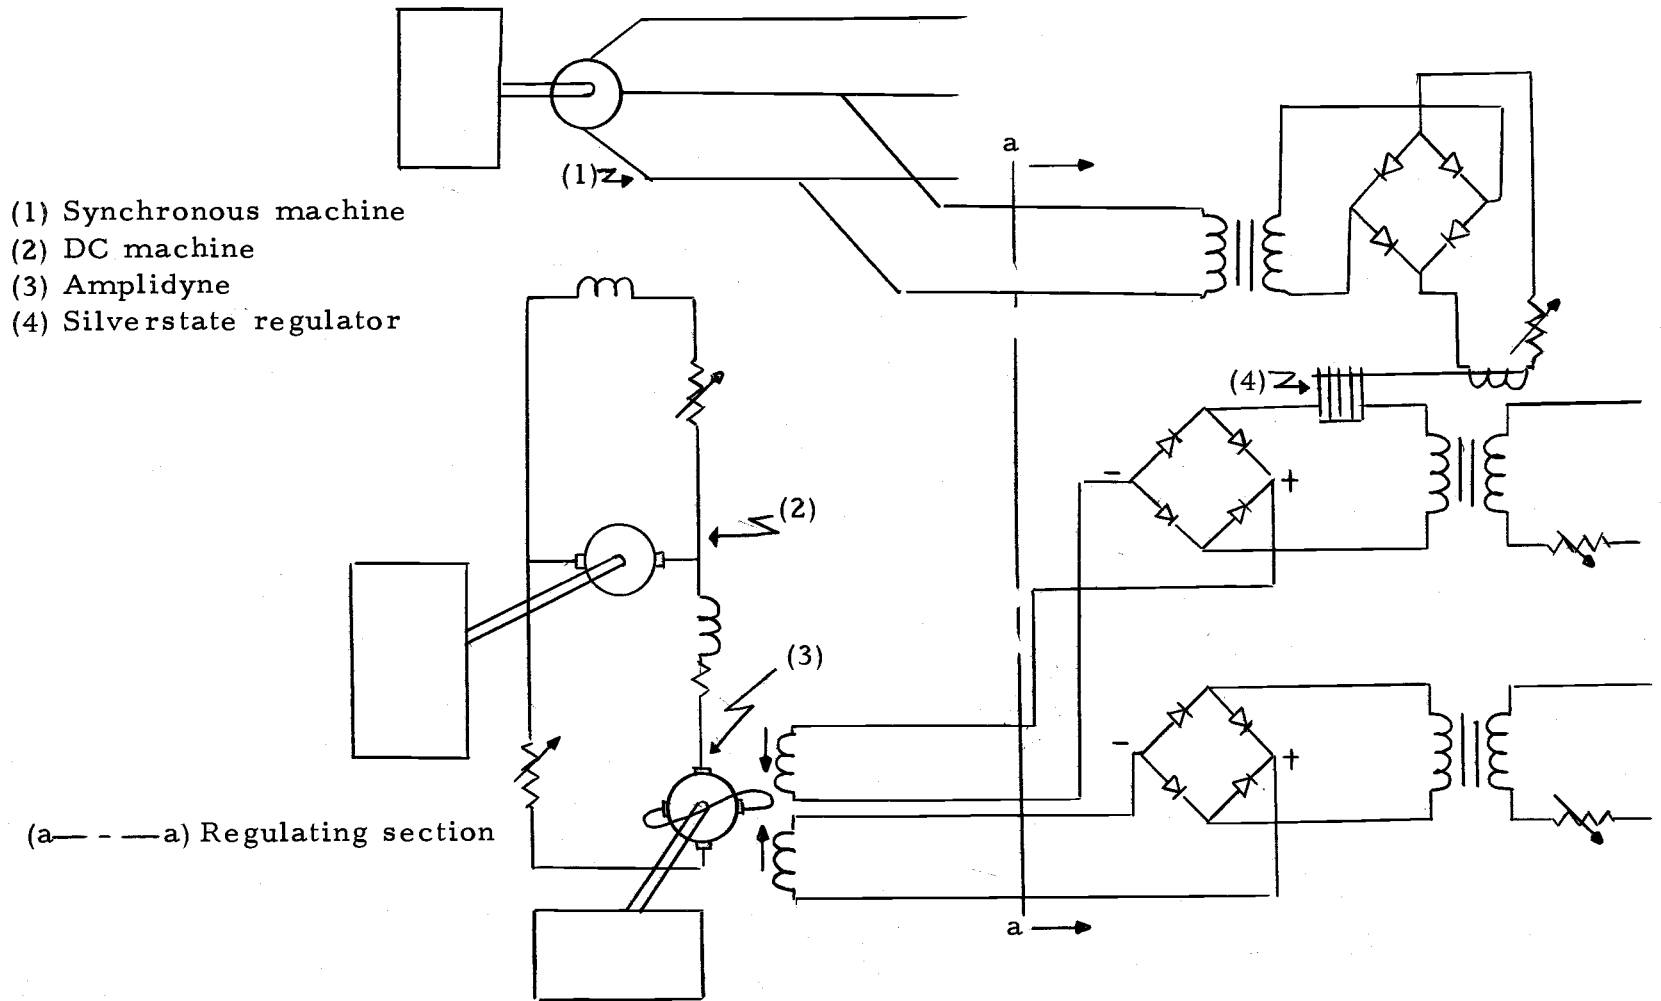 a
(1)
(1) Synchronous machine
(2) DC machine
(3) Amplidyne
(4) Silverstate regulator
(4)
- +
(2)
(3)
- +
(a— - —a) Regulating section
a